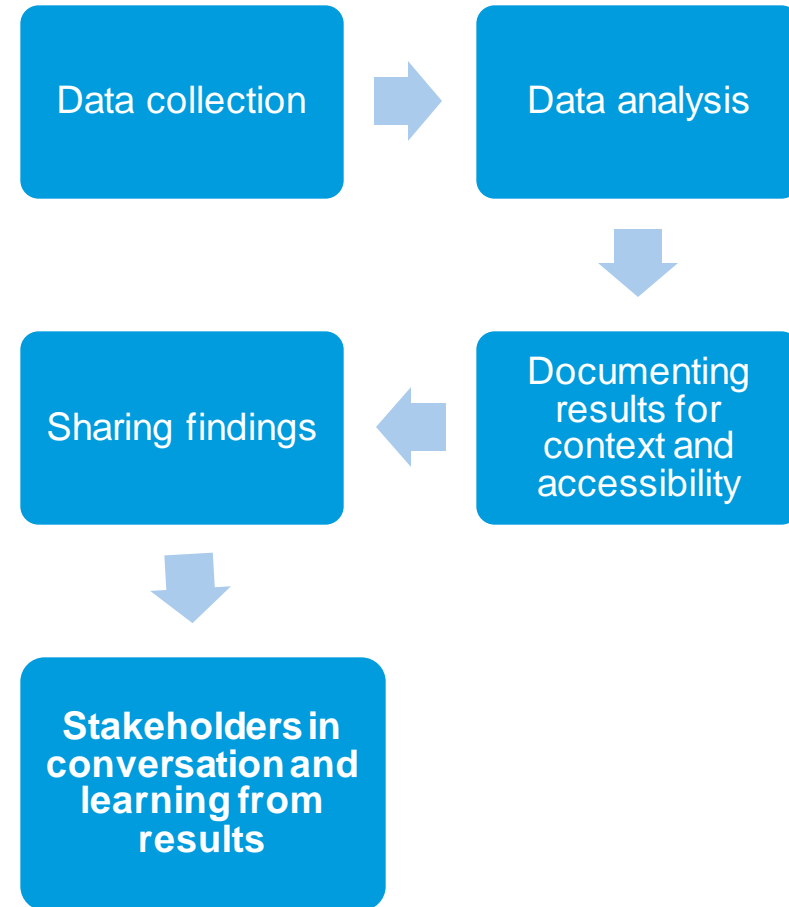 Data collection
Data analysis
Documenting
results for
context and
accessibility
Sharing findings
Stakeholders in
conversation and
learning from
results